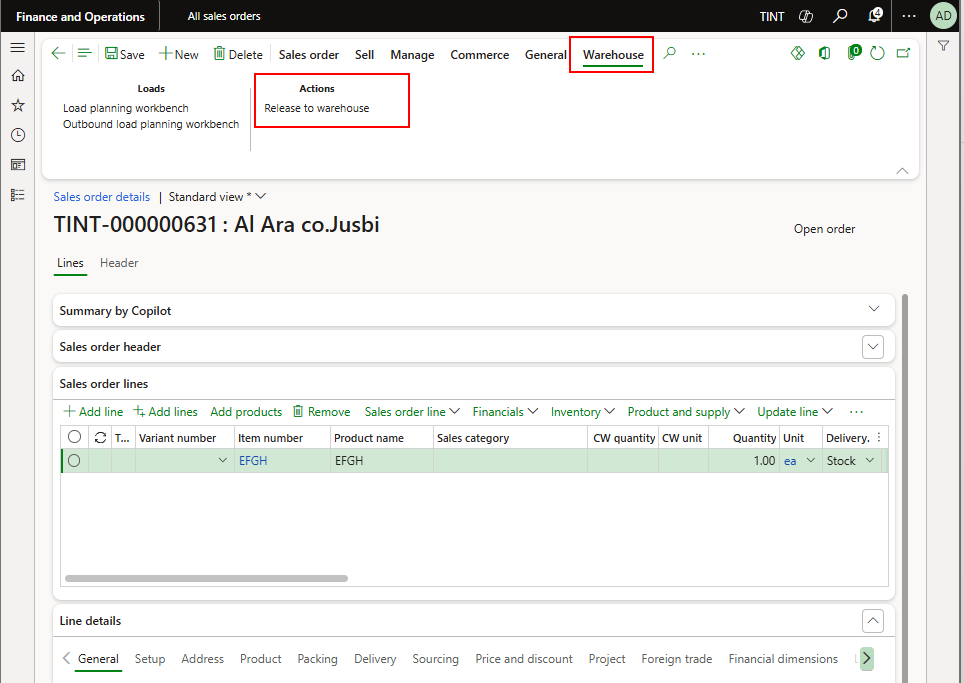 Finance and Operations All sales orders TINT 4 AD
Save New Delete Sales order Sell Manage Commerce General Warehouse 0
Loads Actions
Load planning workbench Release to warehouse
Outbound load planning workbench
Sales order details | Standard view *
TINT-000000631 : Al Ara co.Jusbi
Open order
Lines Header
Summary by Copilot
Sales order header
Sales order lines
Add line Add lines Add products Remove Sales order line Financials Inventory Product and supply Update line
T... Variant number Item number Product name Sales category CW quantity CW unit Quantity Unit Delivery.
EFGH EFGH 1.00 ea Stock
Line details
General Setup Address Product Packing Delivery Sourcing Price and discount Project Foreign trade Financial dimensions